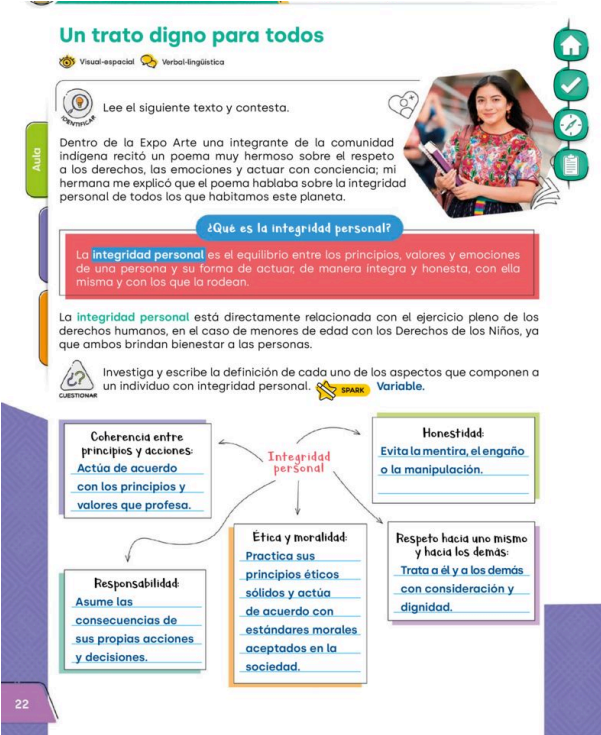 Un trato digno para todos
Visual-espacial Verbal-lingüística
IDENTIFICAR
Lee el siguiente texto y contesta.
Aula
Dentro de la Expo Arte una integrante de la comunidad
indígena recitó un poema muy hermoso sobre el respeto
a los derechos, las emociones y actuar con conciencia; mi
hermana me explicó que el poema hablaba sobre la integridad
personal de todos los que habitamos este planeta.
¿Qué es la integridad personal?
La integridad personal es el equilibrio entre los principios, valores y emociones
de una persona y su forma de actuar, de manera íntegra y honesta, con ella
misma y con los que la rodean.
La integridad personal está directamente relacionada con el ejercicio pleno de los
derechos humanos, en el caso de menores de edad con los Derechos de los Niños, ya
que ambos brindan bienestar a las personas.
CUESTIONAR
Investiga y escribe la definición de cada uno de los aspectos que componen a
un individuo con integridad personal. SPARK Variable.
Coherencia entre
principios y acciones:
Actúa de acuerdo
con los principios y
valores que profesa.
Integridad
personal
Honestidad:
Evita la mentira, el engaño
o la manipulación.
Responsabilidad:
Asume las
consecuencias de
sus propias acciones
y decisiones.
Ética y moralidad:
Practica sus
principios éticos
sólidos y actúa
de acuerdo con
estándares morales
aceptados en la
sociedad.
Respeto hacia uno mismo
y hacia los demás:
Trata a él y a los demás
con consideración y
dignidad.
22